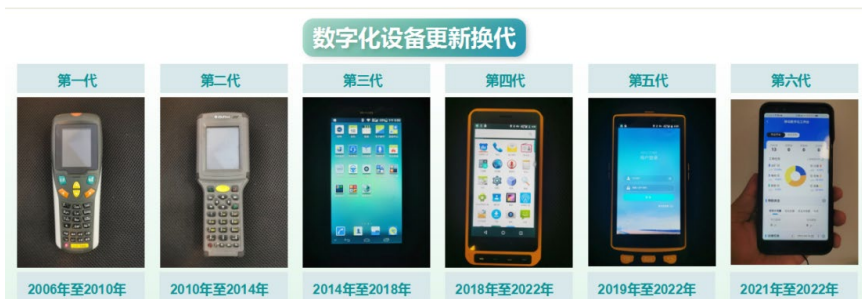 数字化设备更新换代
第一代 第二代 第三代 第四代 第五代 第六代
2006年至2010年 2010年至2014年 2014年至2018年 2018年至2022年 2019年至2022年 2021年至2022年